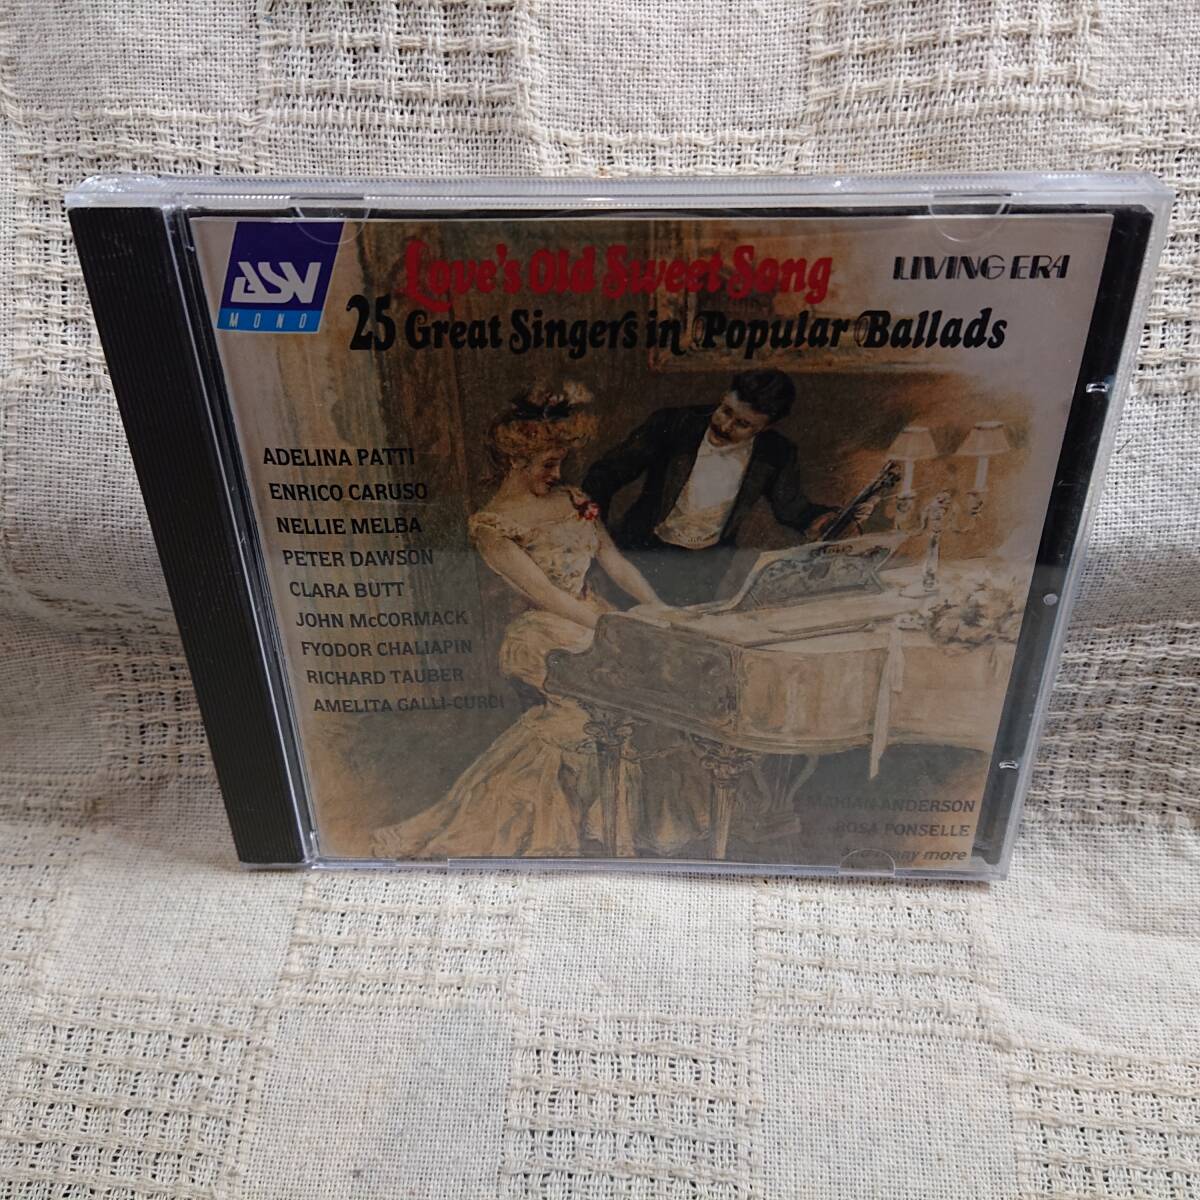 ASV
MONO
Love's Old Sweet Song
LIVING ERA
25 Great Singers in Popular Ballads
ADELINA PATTI
ENRICO CARUSO
NELLIE MELBA
PETER DAWSON
CLARA BUTT
JOHN McCORMACK
FYODOR CHALIAPIN
RICHARD TAUBER
AMELITA GALLI-CURCI
MARIAN ANDERSON
ROSA PONSELLE
many more